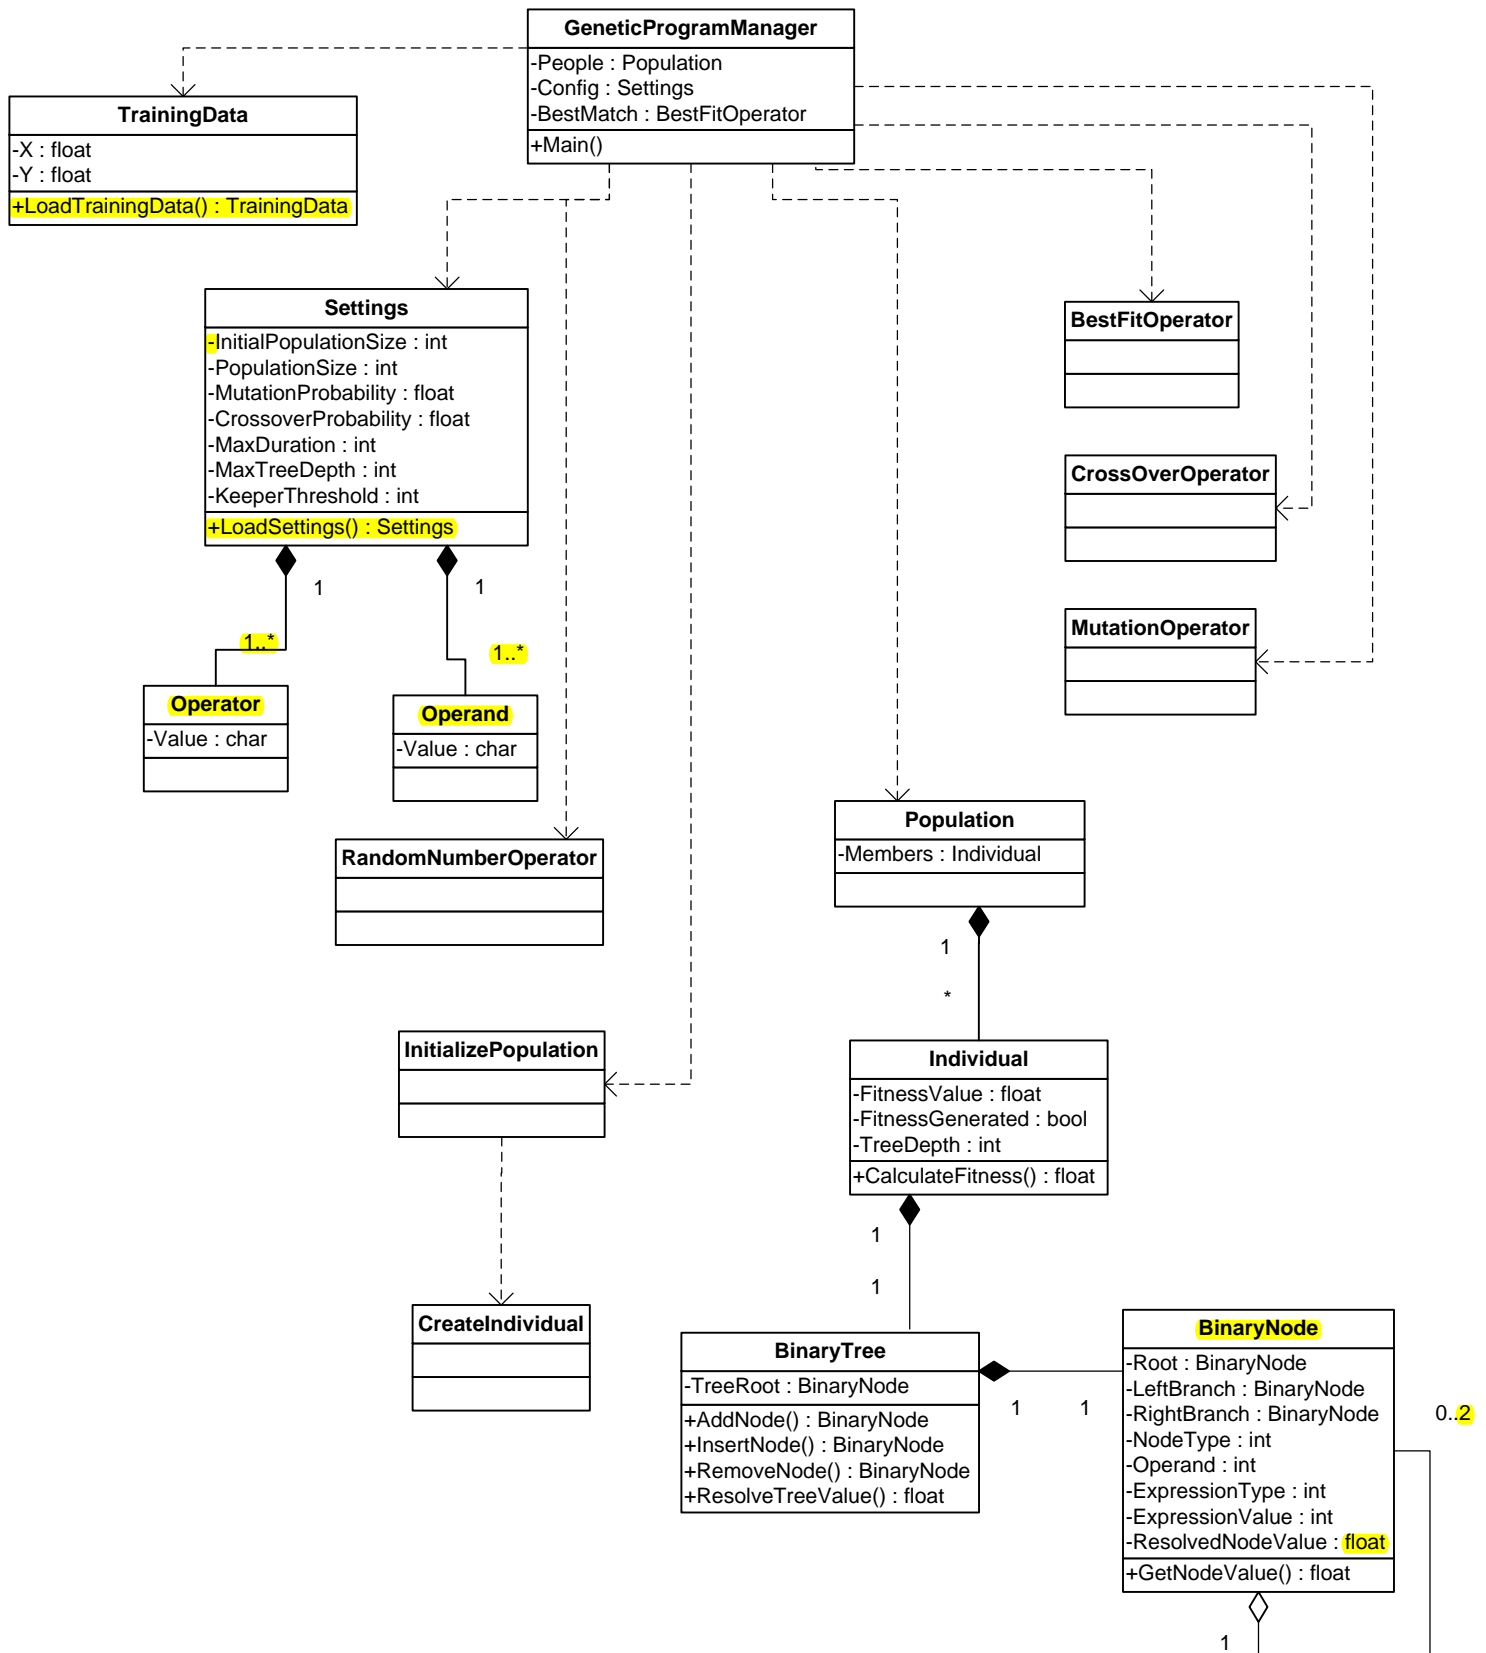 GeneticProgramManager
-People : Population
-Config : Settings
-BestMatch : BestFitOperator
+Main()
TrainingData
-X : float
-Y : float
+LoadTrainingData() : TrainingData
Settings
-InitialPopulationSize : int
-PopulationSize : int
-MutationProbability : float
-CrossoverProbability : float
-MaxDuration : int
-MaxTreeDepth : int
-KeeperThreshold : int
+LoadSettings() : Settings
1
1
1..*
1..*
Operator
-Value : char
Operand
-Value : char
BestFitOperator
CrossOverOperator
MutationOperator
RandomNumberOperator
Population
-Members : Individual
1
*
InitializePopulation
Individual
-FitnessValue : float
-FitnessGenerated : bool
-TreeDepth : int
+CalculateFitness() : float
1
1
CreateIndividual
BinaryTree
-TreeRoot : BinaryNode
+AddNode() : BinaryNode
+InsertNode() : BinaryNode
+RemoveNode() : BinaryNode
+ResolveTreeValue() : float
1
1
BinaryNode
-Root : BinaryNode
-LeftBranch : BinaryNode
-RightBranch : BinaryNode
-NodeType : int
-Operand : int
-ExpressionType : int
-ExpressionValue : int
-ResolvedNodeValue : float
+GetNodeValue() : float
0..2
1